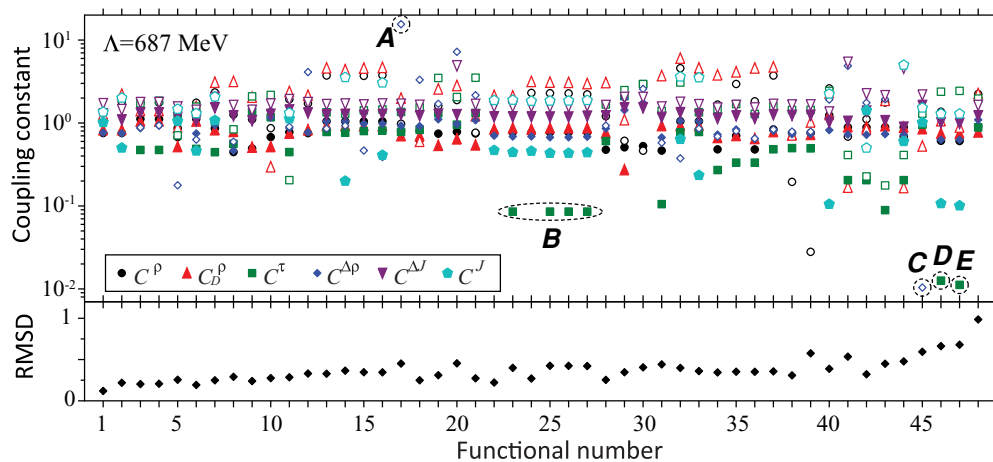 Λ=687 MeV
A
B
C D E
C^ρ C_D^ρ C^τ C^Δρ C^ΔJ C^J
Coupling constant
10^1
10^0
10^-1
10^-2
RMSD
1
0
1 5 10 15 20 25 30 35 40 45
Functional number